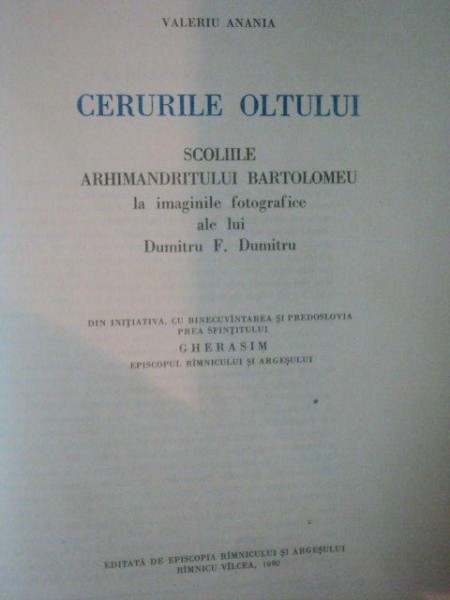 VALERIU ANANIA
CERURILE OLTULUI
SCOLIILE
ARHIMANDRITULUI BARTOLOMEU
la imaginile fotografice
ale lui
Dumitru F. Dumitru
DIN INIȚIATIVA, CU BINECUVÎNTAREA ȘI PREDOSLOVIA
PREA SFINȚITULUI
GHERASIM
EPISCOPUL RÎMNICULUI ȘI ARGEȘULUI
EDITATĂ DE EPISCOPIA RÎMNICULUI ȘI ARGEȘULUI
RÎMNICU VÎLCEA, 1990